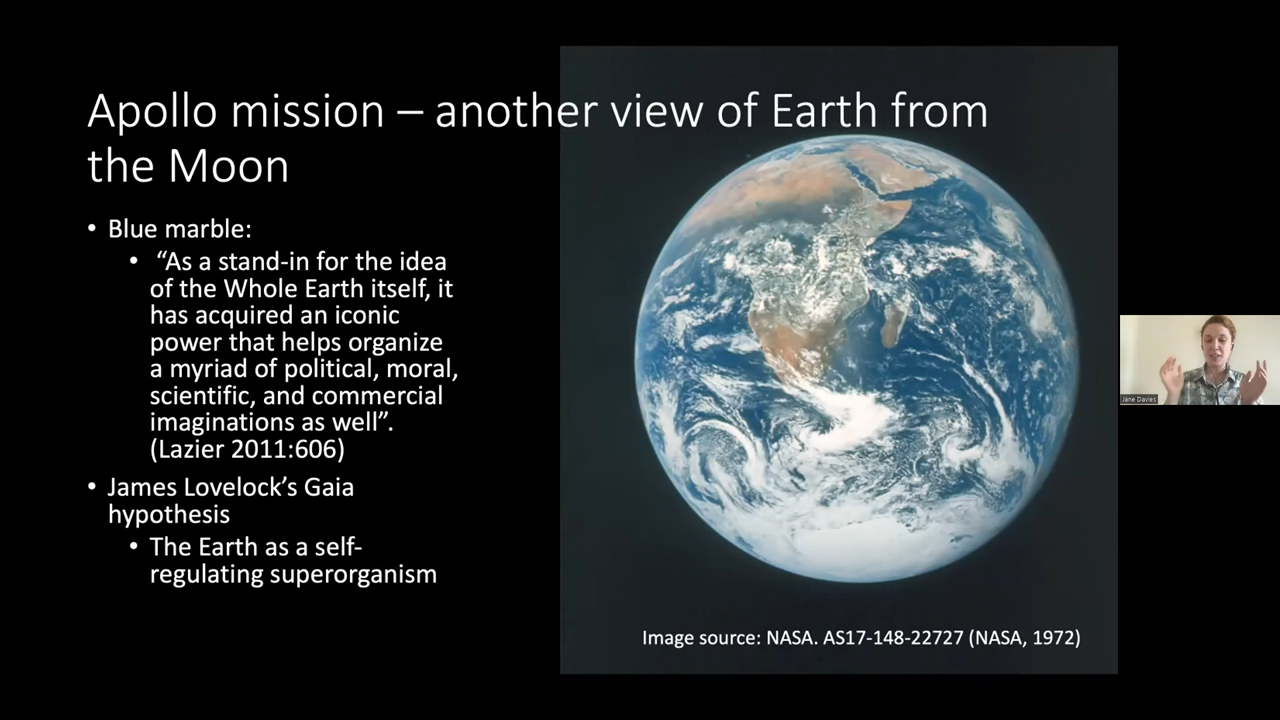 Apollo mission – another view of Earth from
the Moon
• Blue marble:
• “As a stand-in for the idea
of the Whole Earth itself, it
has acquired an iconic
power that helps organize
a myriad of political, moral,
scientific, and commercial
imaginations as well”.
(Lazier 2011:606)
• James Lovelock’s Gaia
hypothesis
• The Earth as a self-
regulating superorganism
Image source: NASA. AS17-148-22727 (NASA, 1972)
Jane Davies